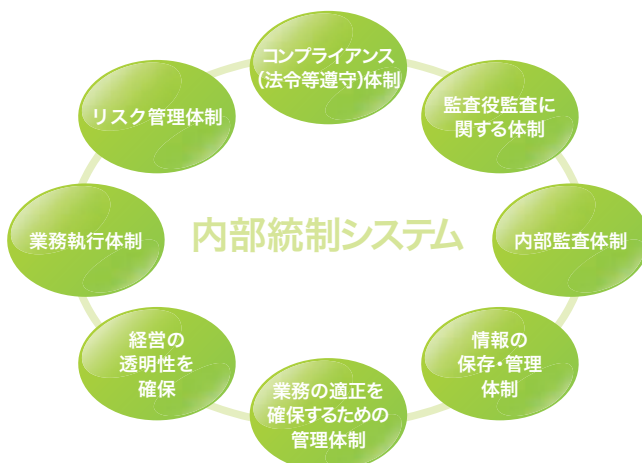 コンプライアンス
(法令等遵守)体制
監査役監査に
関する体制
内部監査体制
情報の
保存・管理
体制
業務の適正を
確保するための
管理体制
経営の
透明性を
確保
業務執行体制
リスク管理体制
内部統制システム